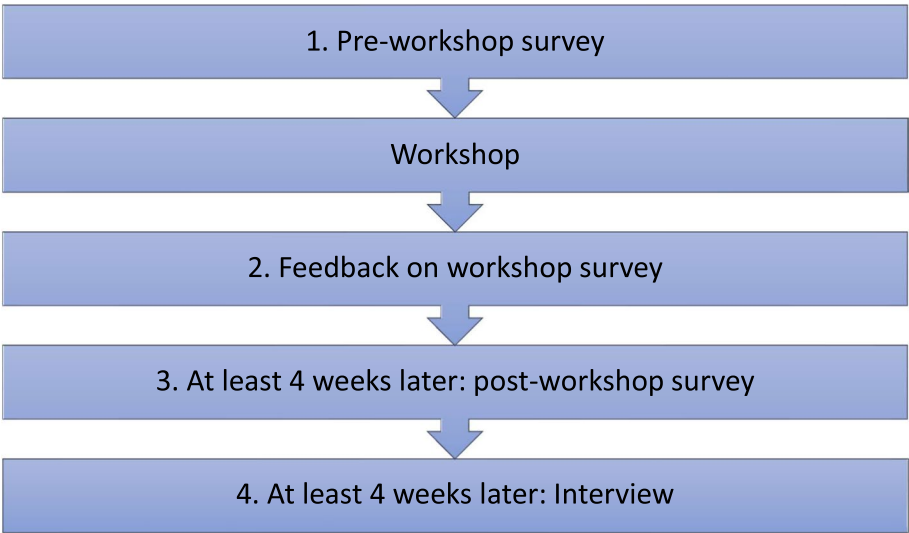 1. Pre-workshop survey
Workshop
2. Feedback on workshop survey
3. At least 4 weeks later: post-workshop survey
4. At least 4 weeks later: Interview